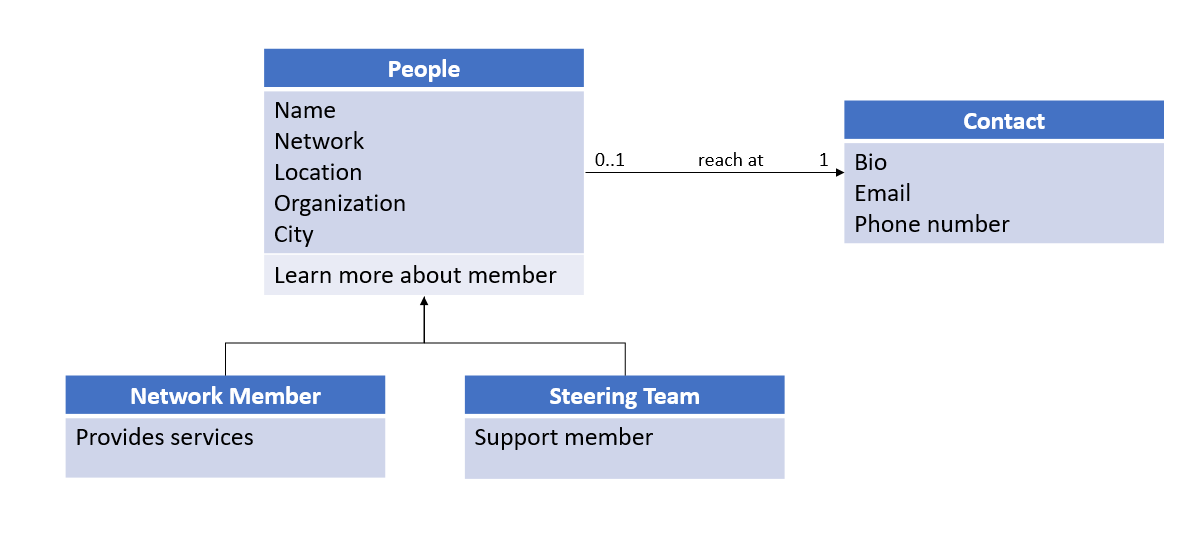 People
Name
Network
Location
Organization
City
Learn more about member
0..1 reach at 1
Contact
Bio
Email
Phone number
Network Member
Provides services
Steering Team
Support member